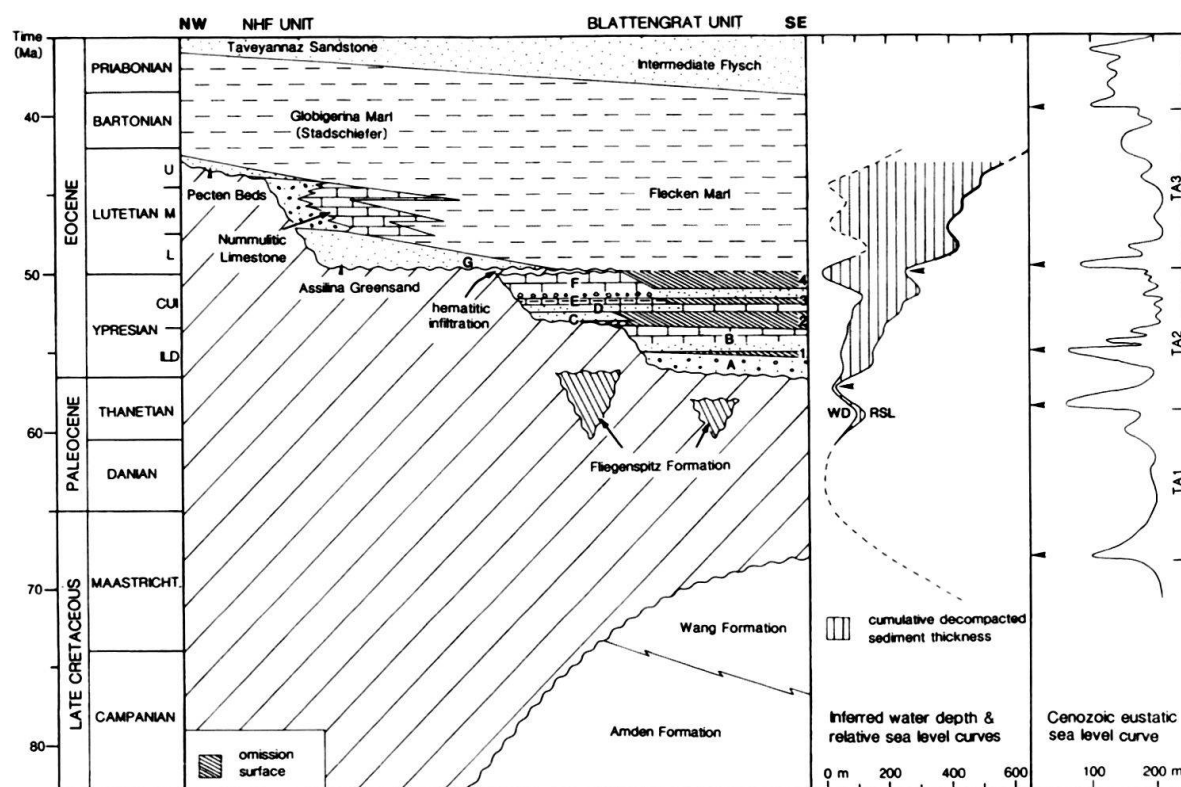 NW NHF UNIT BLATTENGRAT UNIT SE
Time
(Ma)
40
50
60
70
80
EOCENE
PALEOCENE
LATE CRETACEOUS
PRIABONIAN
BARTONIAN
U
LUTETIAN M
L
CUI
YPRESIAN
ILD
THANETIAN
DANIAN
MAASTRICHT.
CAMPANIAN
Taveyannaz Sandstone
Intermediate Flysch
Globigerina Marl
(Stadschiefer)
Flecken Marl
Pecten Beds
Nummulitic
Limestone
Assilina Greensand
G
hematitic
infiltration
F
E
D
C
B
A
4
3
2
1
Fliegenspitz Formation
Wang Formation
Amden Formation
omission
surface
WD RSL
cumulative decompacted
sediment thickness
Inferred water depth &
relative sea level curves
0 m 200 400 600
TA3
TA2
TA1
Cenozoic eustatic
sea level curve
100 200 m